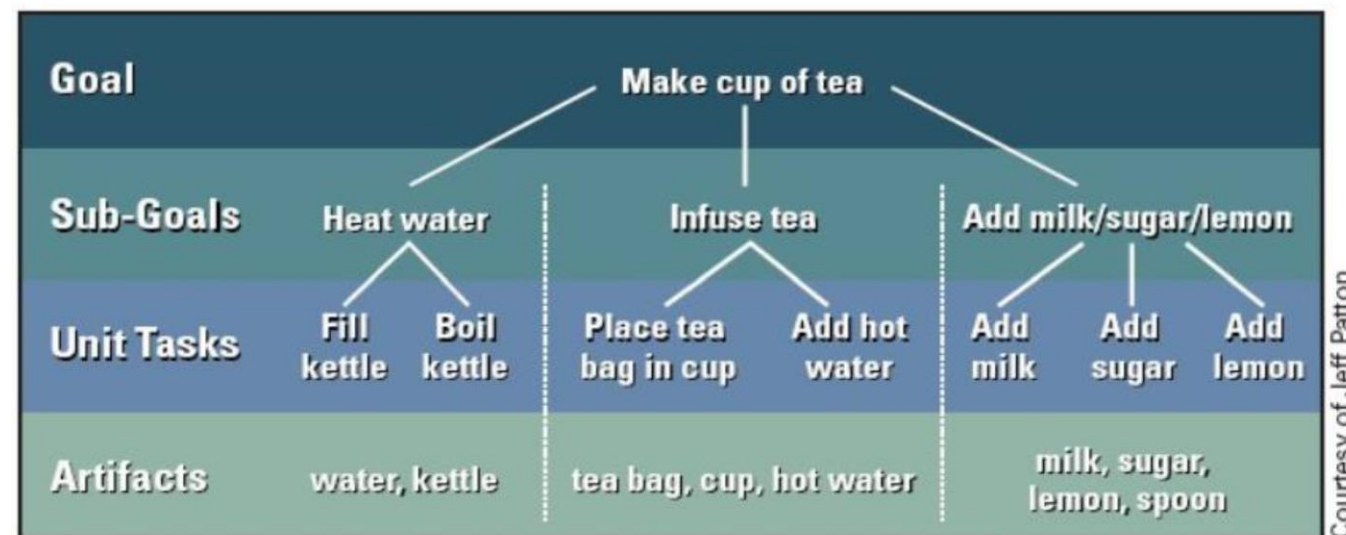 Goal
Make cup of tea
Sub-Goals
Heat water
Infuse tea
Add milk/sugar/lemon
Unit Tasks
Fill
kettle
Boil
kettle
Place tea
bag in cup
Add hot
water
Add
milk
Add
sugar
Add
lemon
Artifacts
water, kettle
tea bag, cup, hot water
milk, sugar,
lemon, spoon
Courtesy of Jeff Patton